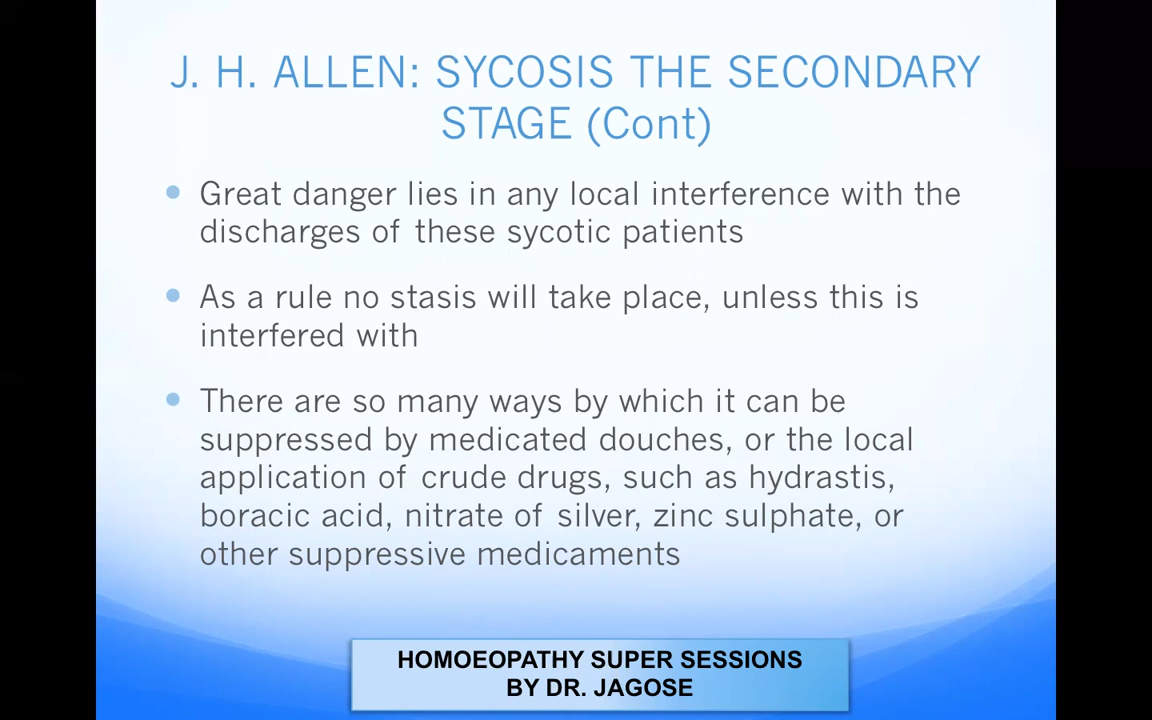 J. H. ALLEN: SYCOSIS THE SECONDARY
STAGE (Cont)
Great danger lies in any local interference with the
discharges of these sycotic patients
As a rule no stasis will take place, unless this is
interfered with
There are so many ways by which it can be
suppressed by medicated douches, or the local
application of crude drugs, such as hydrastis,
boracic acid, nitrate of silver, zinc sulphate, or
other suppressive medicaments
HOMOEOPATHY SUPER SESSIONS
BY DR. JAGOSE